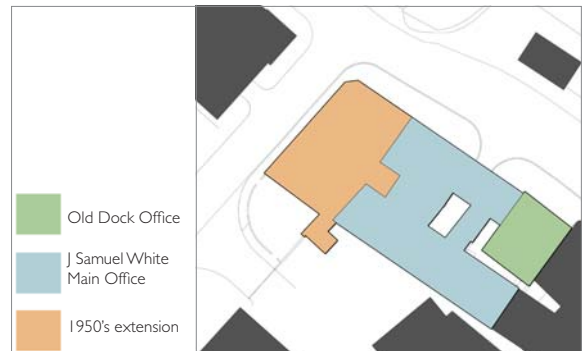 Old Dock Office
J Samuel White
Main Office
1950's extension